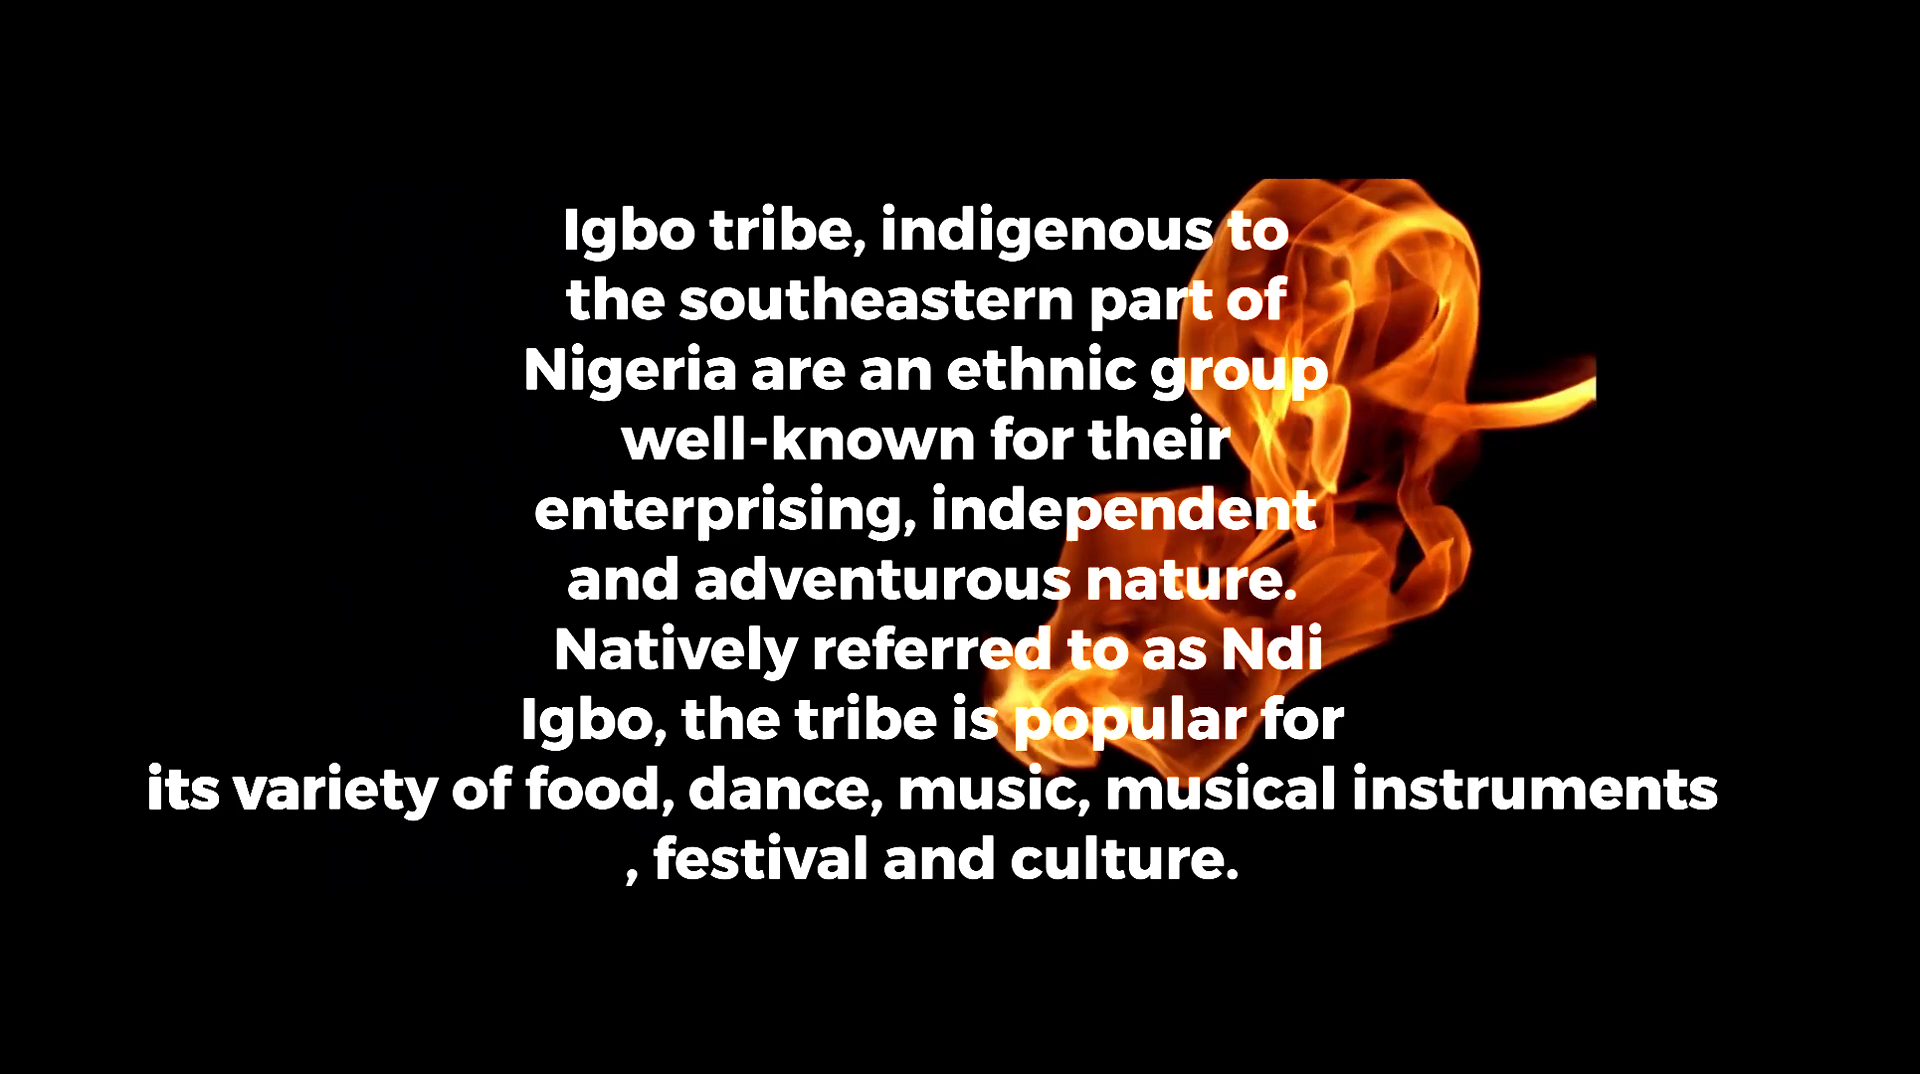 Igbo tribe, indigenous to
the southeastern part of
Nigeria are an ethnic group
well-known for their
enterprising, independent
and adventurous nature.
Natively referred to as Ndi
Igbo, the tribe is popular for
its variety of food, dance, music, musical instruments
, festival and culture.